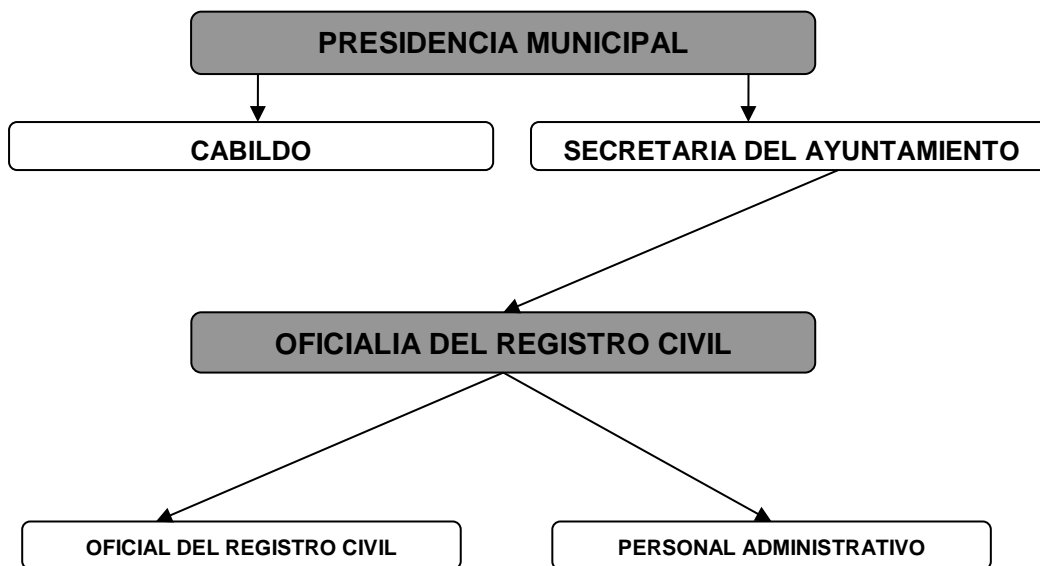 PRESIDENCIA MUNICIPAL
CABILDO
SECRETARIA DEL AYUNTAMIENTO
OFICIALIA DEL REGISTRO CIVIL
OFICIAL DEL REGISTRO CIVIL
PERSONAL ADMINISTRATIVO